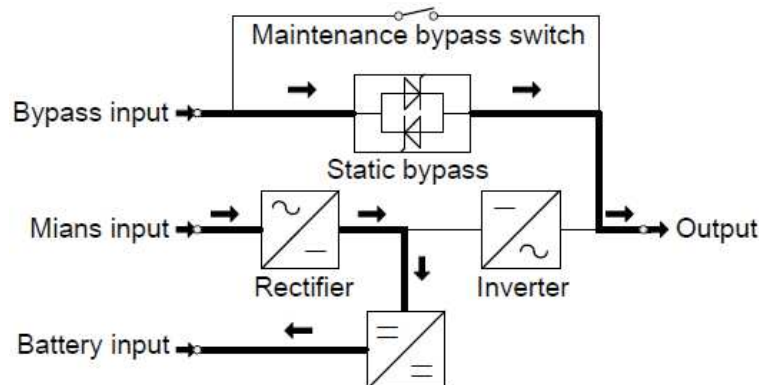 Maintenance bypass switch
Bypass input
Static bypass
Mians input
Output
Rectifier
Inverter
Battery input